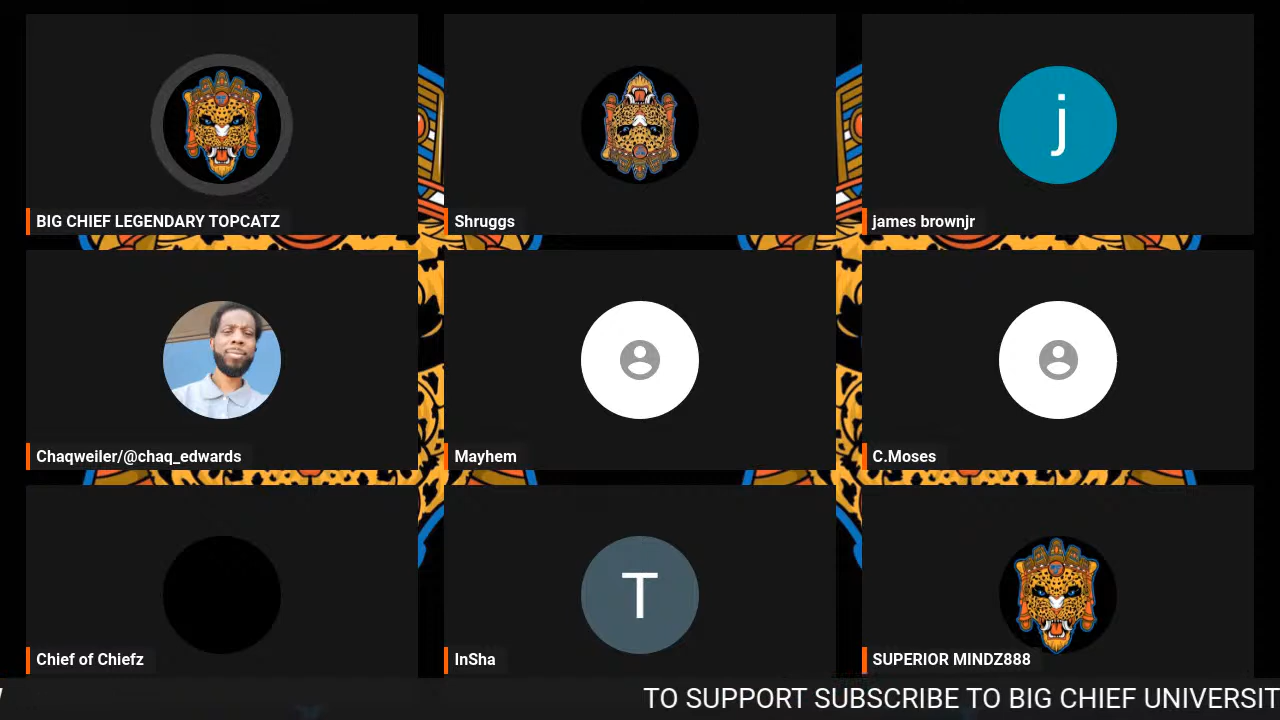 BIG CHIEF LEGENDARY TOPCATZ
Shruggs
j
james brownjr
Chaqweiler/@chaq_edwards
Mayhem
C.Moses
Chief of Chiefz
T
InSha
SUPERIOR MINDZ888
TO SUPPORT SUBSCRIBE TO BIG CHIEF UNIVERSIT